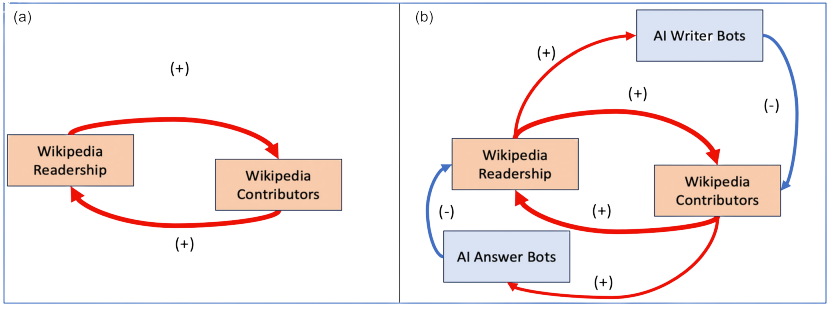 (a)
(+)
Wikipedia
Readership
Wikipedia
Contributors
(+)
(b)
AI Writer Bots
(+)
(+)
(-)
Wikipedia
Readership
Wikipedia
Contributors
(-)
(+)
AI Answer Bots
(+)